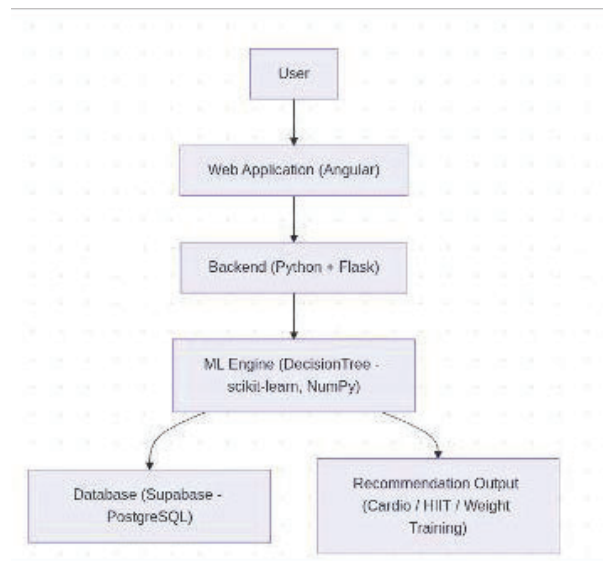 User
Web Application (Angular)
Backend (Python + Flask)
ML Engine (DecisionTree -
scikit-learn, NumPy)
Database (Supabase -
PostgreSQL)
Recommendation Output
(Cardio / HIIT / Weight
Training)